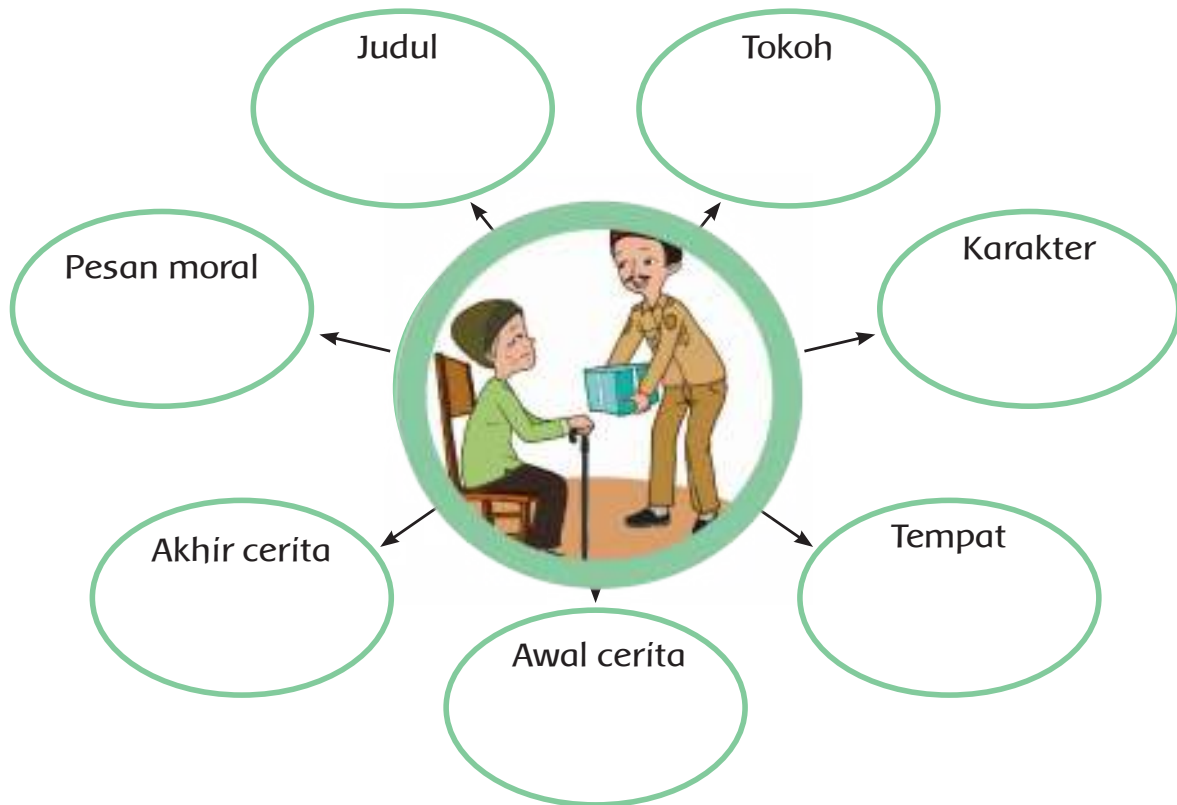 Judul
Tokoh
Pesan moral
Karakter
Akhir cerita
Tempat
Awal cerita